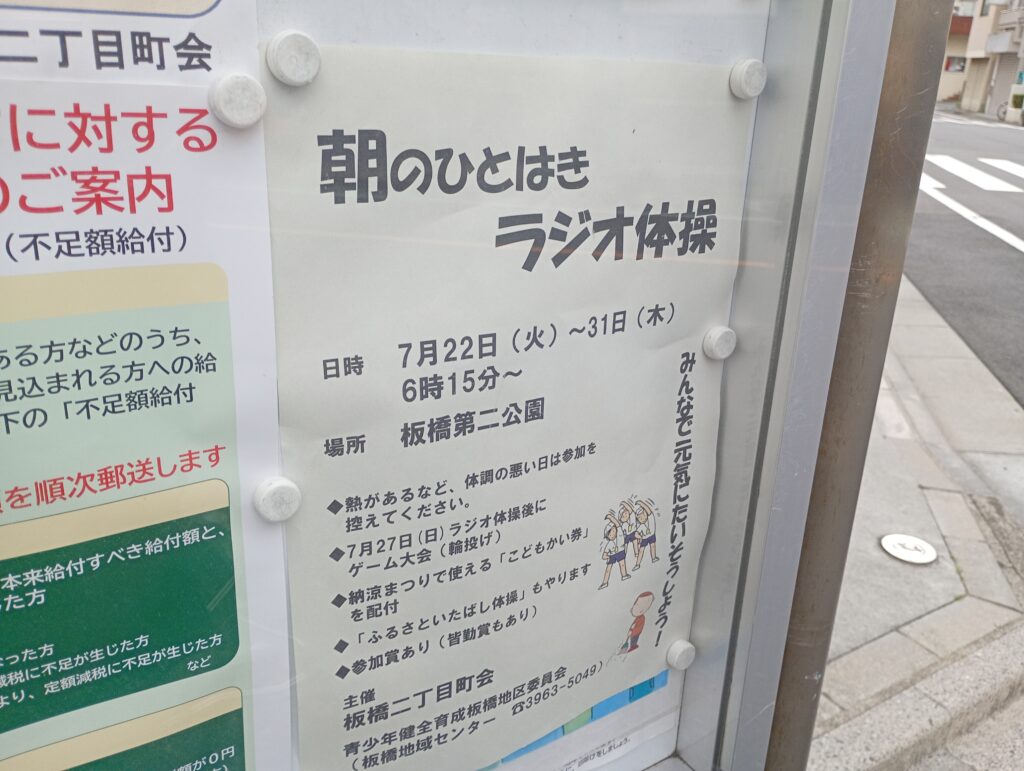 二丁目町会
に対する
のご案内
(不足額給付)
ある方などのうち、
見込まれる方への給
下の「不足額給付
を順次郵送します
本来給付すべき給付額と、
た方
なった方
減税に不足が生じた方
より、定額減税に不足が生じた方
など
額が0円
朝のひとはき
ラジオ体操
日時 7月22日(火)~31日(木)
6時15分~
場所 板橋第二公園
◆熱があるなど、体調の悪い日は参加を
控えてください。
◆7月27日(日)ラジオ体操後に
ゲーム大会(輪投げ)
◆納涼まつりで使える「こどもかい券」
を配付
◆「ふるさといたばし体操」もやります
◆参加賞あり(皆勤賞もあり)
みんなで元気にたいそうしよう!
主催
板橋二丁目町会
青少年健全育成板橋地区委員会
(板橋地域センター ☎3963-5049)